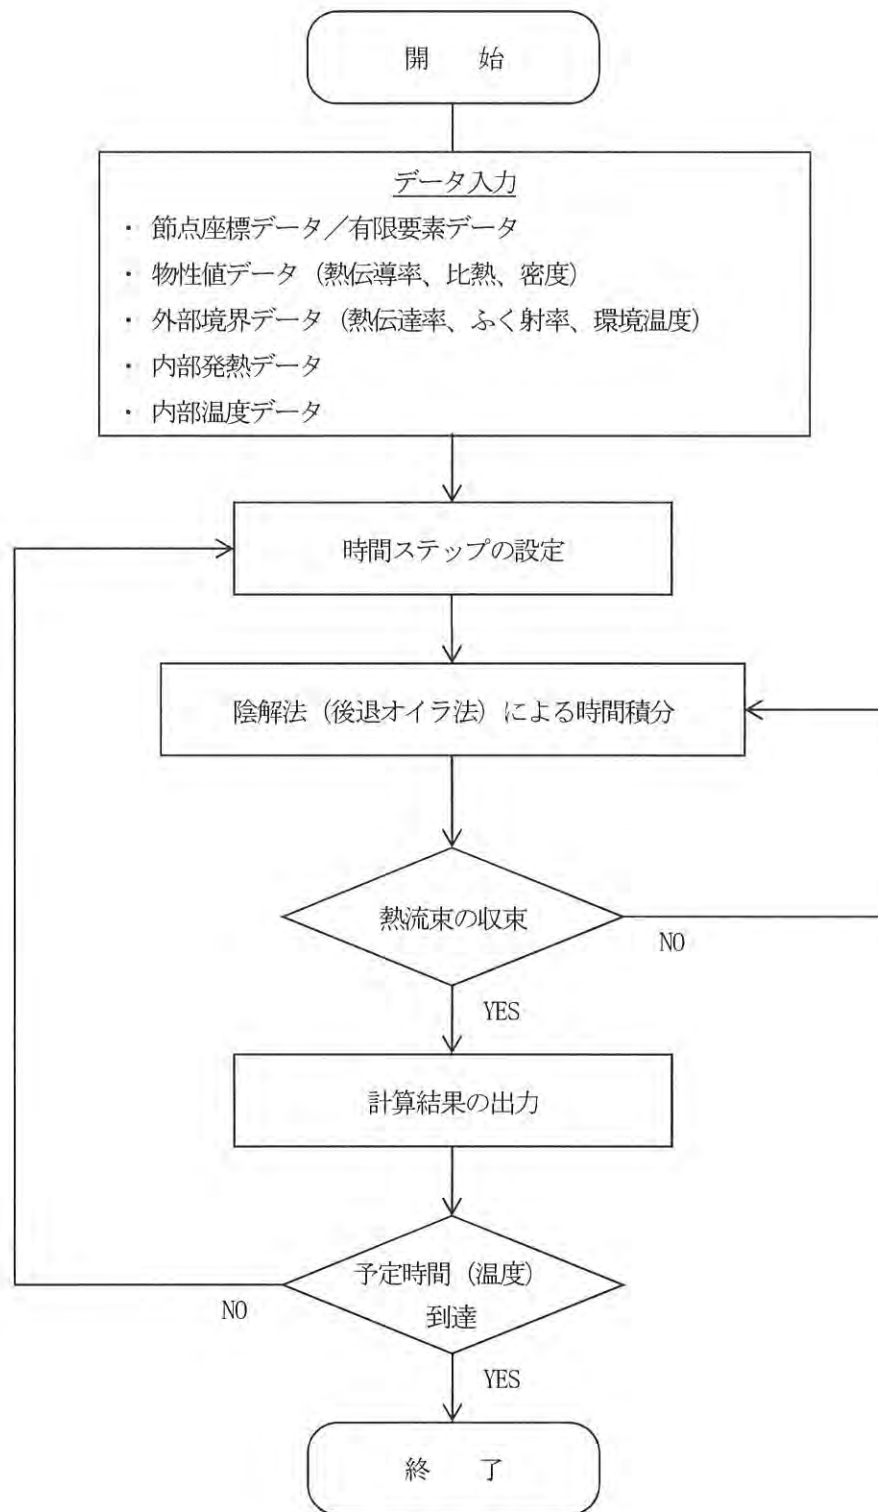 開　始
データ入力
・ 節点座標データ／有限要素データ
・ 物性値データ（熱伝導率、比熱、密度）
・ 外部境界データ（熱伝達率、ふく射率、環境温度）
・ 内部発熱データ
・ 内部温度データ
時間ステップの設定
陰解法（後退オイラ法）による時間積分
熱流束の収束
NO
YES
計算結果の出力
予定時間（温度）
到達
NO
YES
終　了